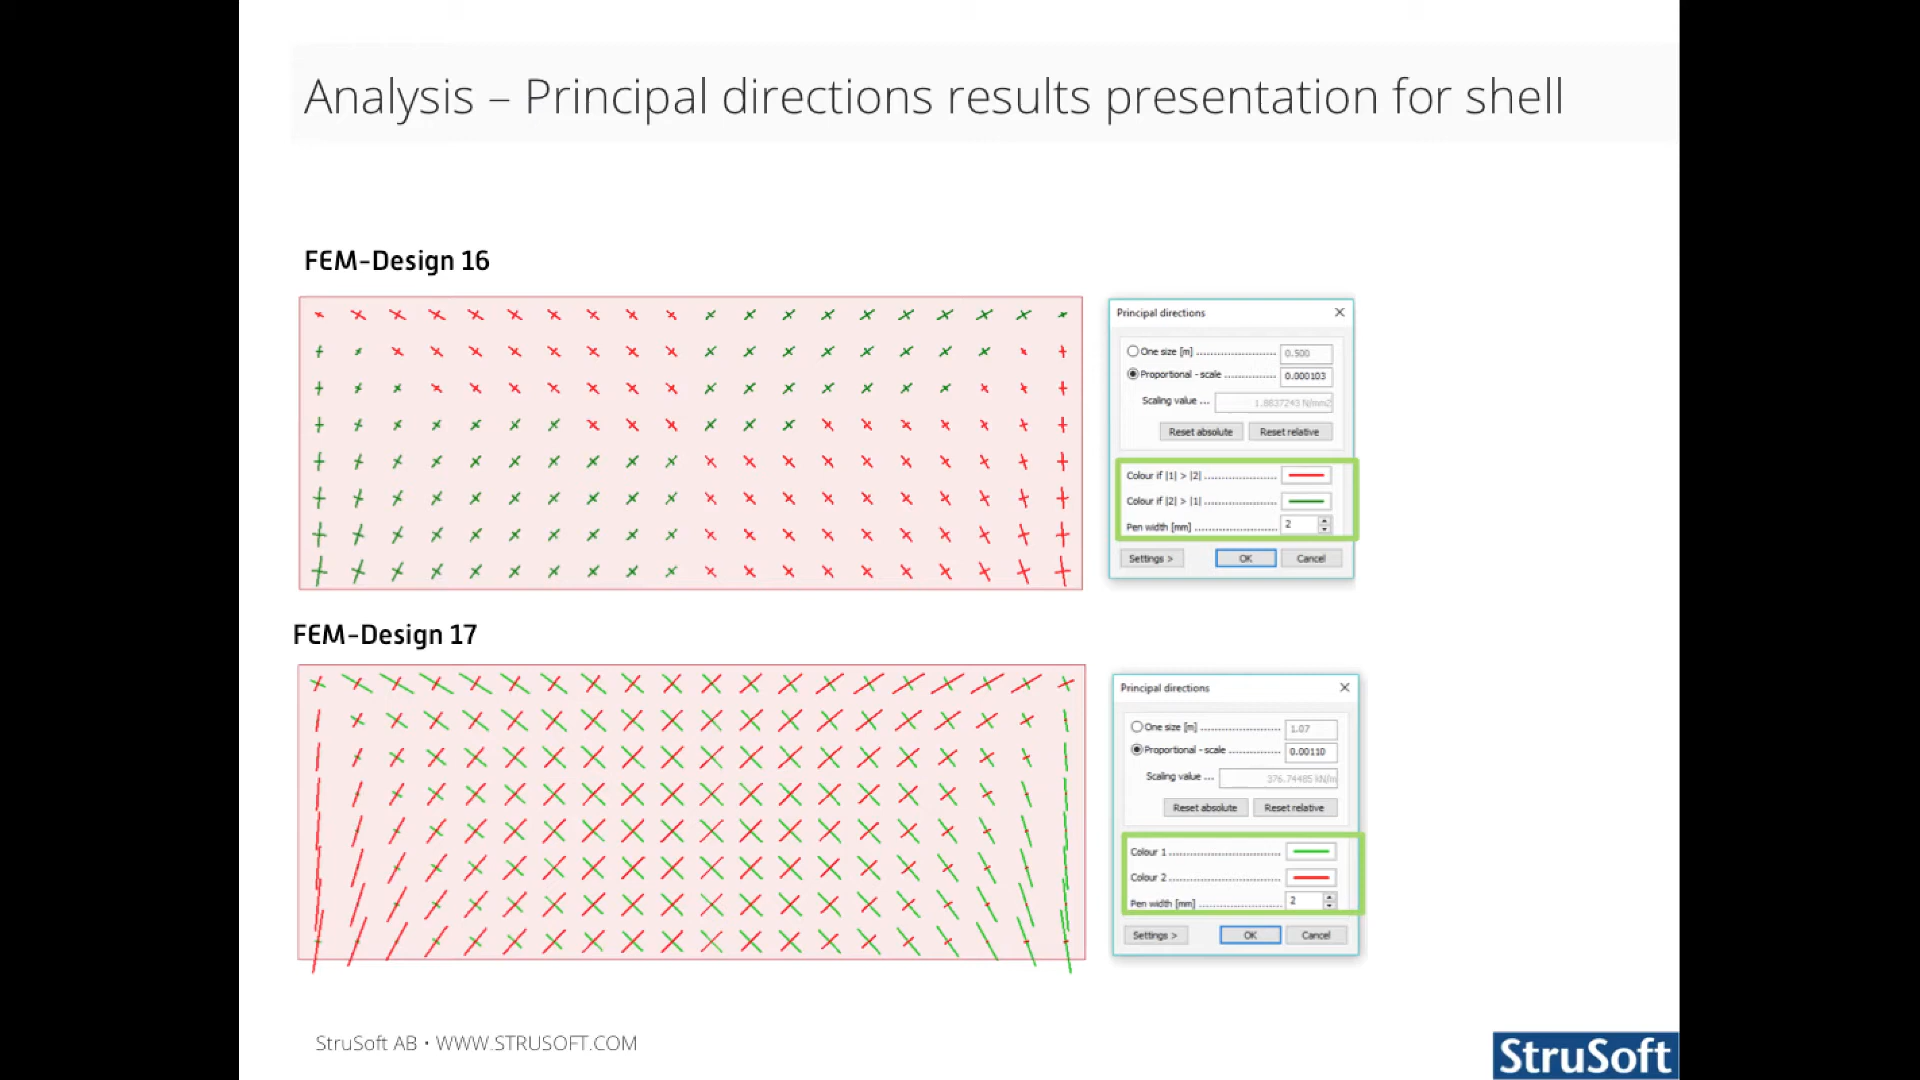 Analysis – Principal directions results presentation for shell
FEM-Design 16
Principal directions
One size [m]
0.500
Proportional - scale
0.000103
Scaling value ...
1.8837243 N/mm2
Reset absolute
Reset relative
Colour if |1| > |2|
Colour if |2| > |1|
Pen width [mm]
2
Settings >
OK
Cancel
FEM-Design 17
Principal directions
One size [m]
1.07
Proportional - scale
0.00110
Scaling value ...
376.74485 kN/m
Reset absolute
Reset relative
Colour 1
Colour 2
Pen width [mm]
2
Settings >
OK
Cancel
StruSoft AB • WWW.STRUSOFT.COM
StruSoft